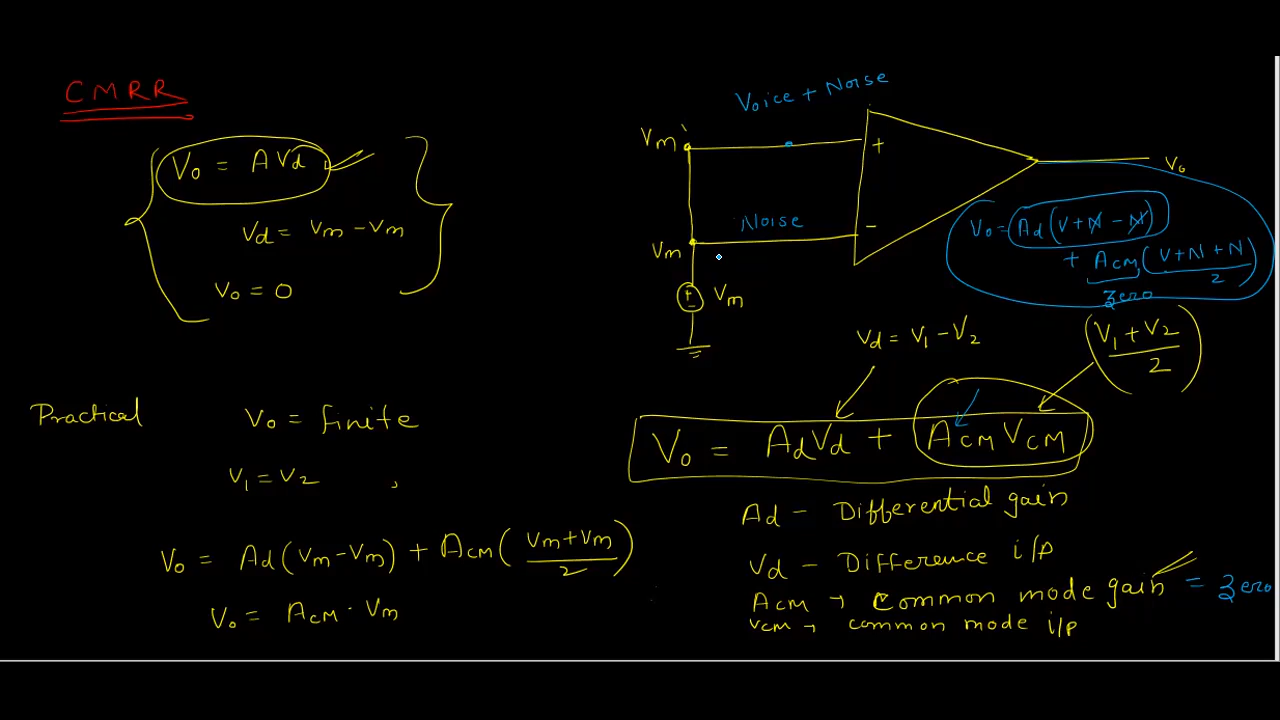 CMRR
V₀ = AVd
Vd = Vm - Vm
V₀ = 0
Practical
V₀ = finite
V₁ = V₂ ,
V₀ = Ad(Vm - Vm) + ACM(Vm + Vm / 2)
V₀ = ACM · Vm
Voice + Noise
Vm
+
V₀
Noise
Vm
-
+
-
Vm
V₀ = Ad(V + N - N)
+ ACM(V + N + N / 2)
zero
Vd = V₁ - V₂
(V₁ + V₂ / 2)
V₀ = AdVd + ACMVCM
Ad - Differential gain
Vd - Difference i/p
ACM → Common mode gain = zero
VCM → common mode i/p